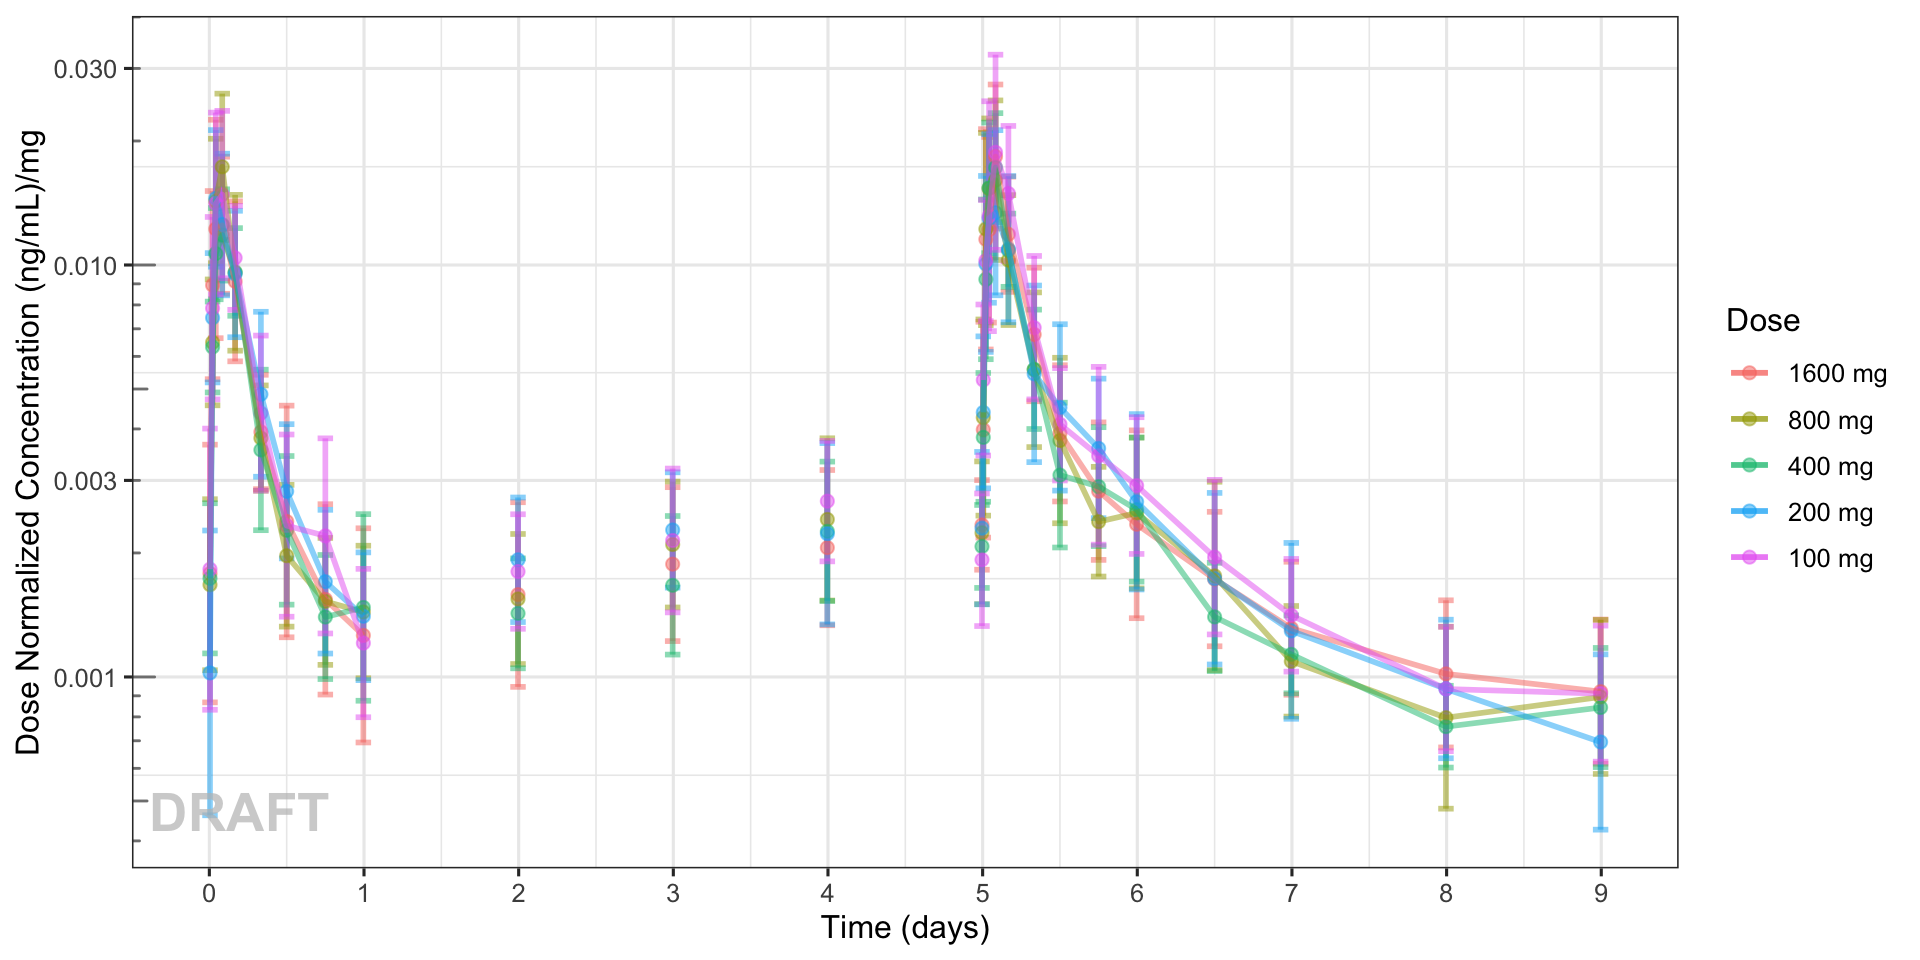 Dose Normalized Concentration (ng/mL)/mg
0.030
0.010
0.003
0.001
DRAFT
0 1 2 3 4 5 6 7 8 9
Time (days)
Dose
1600 mg
800 mg
400 mg
200 mg
100 mg